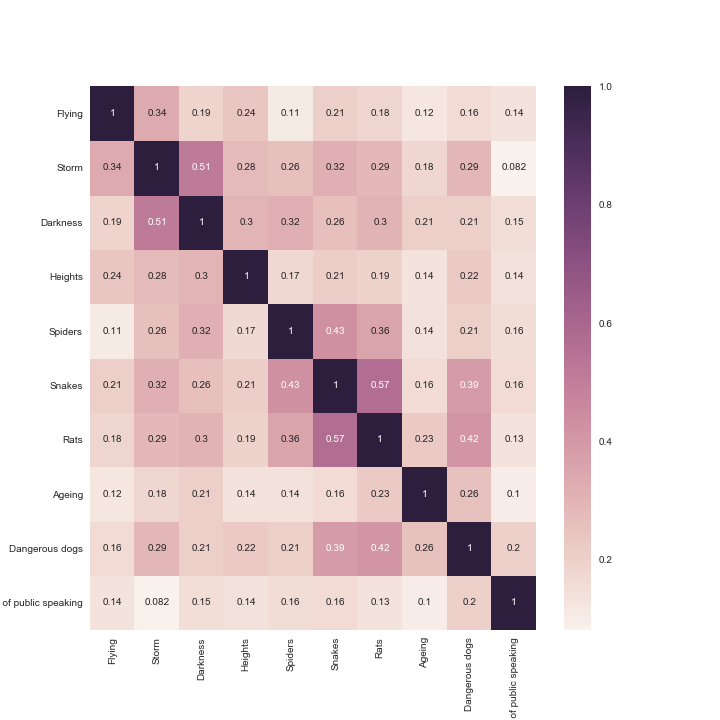 1.0
Flying 1 0.34 0.19 0.24 0.11 0.21 0.18 0.12 0.16 0.14
Storm 0.34 1 0.51 0.28 0.26 0.32 0.29 0.18 0.29 0.082
0.8
Darkness 0.19 0.51 1 0.3 0.32 0.26 0.3 0.21 0.21 0.15
Heights 0.24 0.28 0.3 1 0.17 0.21 0.19 0.14 0.22 0.14
0.6
Spiders 0.11 0.26 0.32 0.17 1 0.43 0.36 0.14 0.21 0.16
Snakes 0.21 0.32 0.26 0.21 0.43 1 0.57 0.16 0.39 0.16
Rats 0.18 0.29 0.3 0.19 0.36 0.57 1 0.23 0.42 0.13
0.4
Ageing 0.12 0.18 0.21 0.14 0.14 0.16 0.23 1 0.26 0.1
Dangerous dogs 0.16 0.29 0.21 0.22 0.21 0.39 0.42 0.26 1 0.2
0.2
of public speaking 0.14 0.082 0.15 0.14 0.16 0.16 0.13 0.1 0.2 1
Flying
Storm
Darkness
Heights
Spiders
Snakes
Rats
Ageing
Dangerous dogs
of public speaking